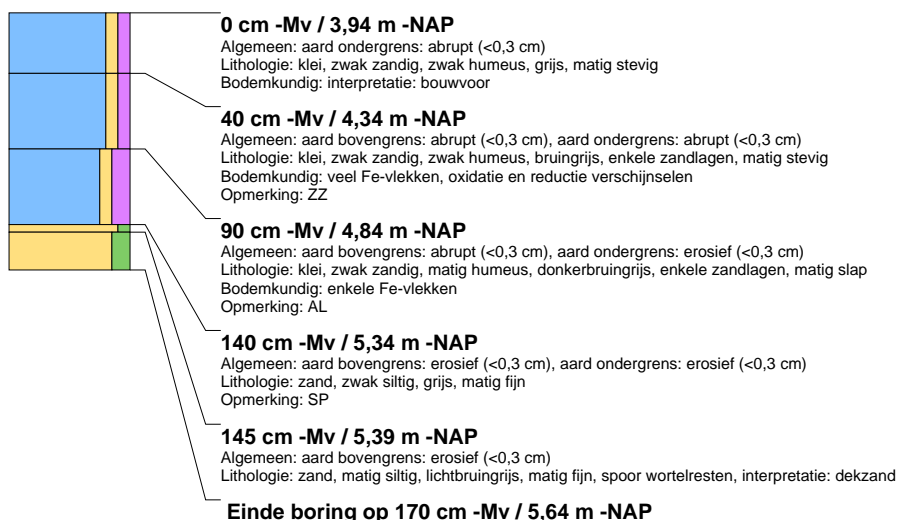 0 cm -Mv / 3,94 m -NAP
Algemeen: aard ondergrens: abrupt (<0,3 cm)
Lithologie: klei, zwak zandig, zwak humeus, grijs, matig stevig
Bodemkundig: interpretatie: bouwvoor
40 cm -Mv / 4,34 m -NAP
Algemeen: aard bovengrens: abrupt (<0,3 cm), aard ondergrens: abrupt (<0,3 cm)
Lithologie: klei, zwak zandig, zwak humeus, bruingrijs, enkele zandlagen, matig stevig
Bodemkundig: veel Fe-vlekken, oxidatie en reductie verschijnselen
Opmerking: ZZ
90 cm -Mv / 4,84 m -NAP
Algemeen: aard bovengrens: abrupt (<0,3 cm), aard ondergrens: erosief (<0,3 cm)
Lithologie: klei, zwak zandig, matig humeus, donkerbruingrijs, enkele zandlagen, matig slap
Bodemkundig: enkele Fe-vlekken
Opmerking: AL
140 cm -Mv / 5,34 m -NAP
Algemeen: aard bovengrens: erosief (<0,3 cm), aard ondergrens: erosief (<0,3 cm)
Lithologie: zand, zwak siltig, grijs, matig fijn
Opmerking: SP
145 cm -Mv / 5,39 m -NAP
Algemeen: aard bovengrens: erosief (<0,3 cm)
Lithologie: zand, matig siltig, lichtbruingrijs, matig fijn, spoor wortelresten, interpretatie: dekzand
Einde boring op 170 cm -Mv / 5,64 m -NAP